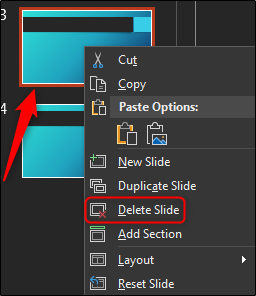 3
Cut
Copy
Paste Options:
4
New Slide
Duplicate Slide
Delete Slide
Add Section
Layout
Reset Slide